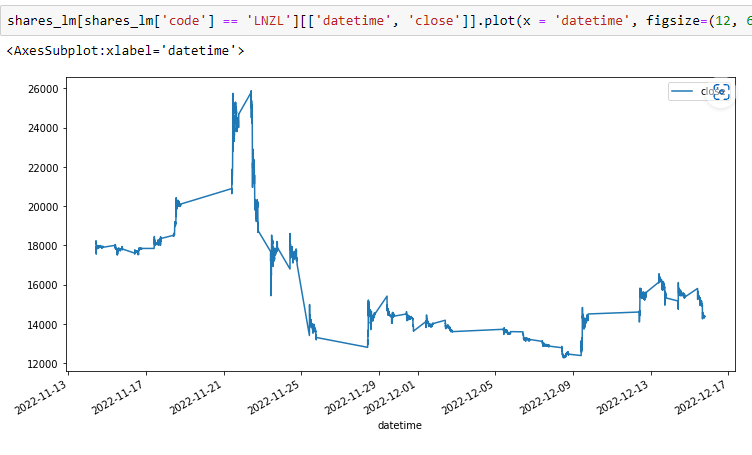 shares_lm[shares_lm['code'] == 'LNZL'][['datetime', 'close']].plot(x = 'datetime', figsize=(12, 6
<AxesSubplot:xlabel='datetime'>
close
26000
24000
22000
20000
18000
16000
14000
12000
2022-11-13 2022-11-17 2022-11-21 2022-11-25 2022-11-29 2022-12-01 2022-12-05 2022-12-09 2022-12-13 2022-12-17
datetime